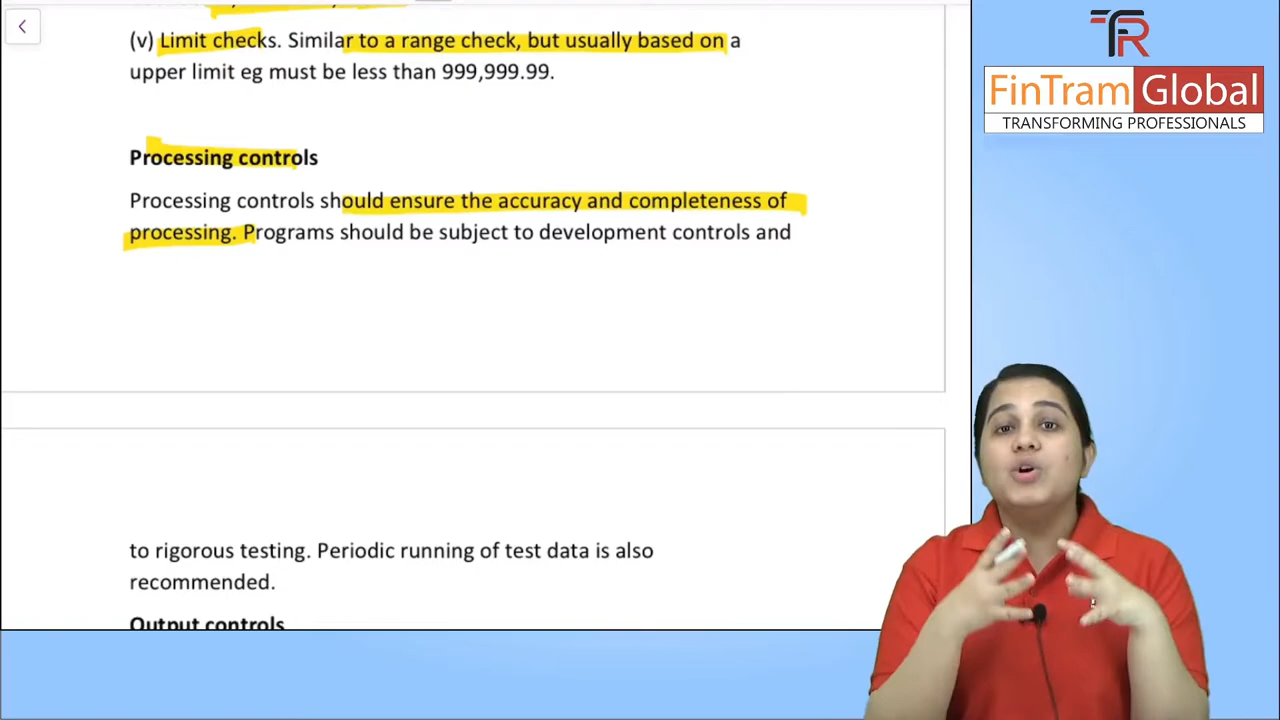 (v) Limit checks. Similar to a range check, but usually based on a
upper limit eg must be less than 999,999.99.
Processing controls
Processing controls should ensure the accuracy and completeness of
processing. Programs should be subject to development controls and
to rigorous testing. Periodic running of test data is also
recommended.
Output controls
TFR
FinTram Global
TRANSFORMING PROFESSIONALS